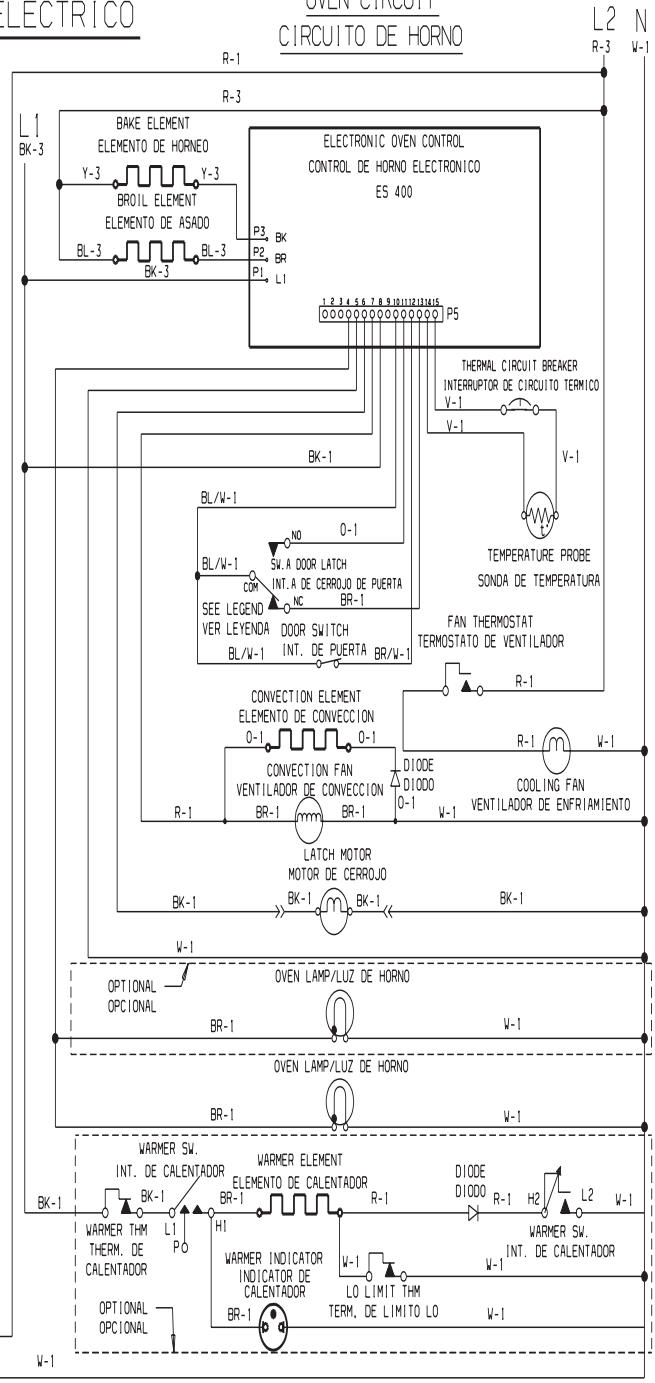 ELECTRICO
OVEN CIRCUIT
CIRCUITO DE HORNO
L2 N
R-3 W-1
R-1
R-3
L1
BK-3
BAKE ELEMENT
ELEMENTO DE HORNEO
Y-3 Y-3
BROIL ELEMENT
ELEMENTO DE ASADO
BL-3 BL-3
BK-3
ELECTRONIC OVEN CONTROL
CONTROL DE HORNO ELECTRONICO
ES 400
P3 BK
P2 BR
P1 L1
1 2 3 4 5 6 7 8 9 10 11 12 13 14 15
P5
THERMAL CIRCUIT BREAKER
INTERRUPTOR DE CIRCUITO TERMICO
V-1
V-1
V-1
t°
TEMPERATURE PROBE
SONDA DE TEMPERATURA
BK-1
BL/W-1
NO O-1
SW.A DOOR LATCH
INT.A DE CERROJO DE PUERTA
BL/W-1
COM
NC BR-1
SEE LEGEND
VER LEYENDA
DOOR SWITCH
INT. DE PUERTA
BL/W-1 BR/W-1
FAN THERMOSTAT
TERMOSTATO DE VENTILADOR
R-1
CONVECTION ELEMENT
ELEMENTO DE CONVECCION
O-1 O-1
R-1 W-1
COOLING FAN
VENTILADOR DE ENFRIAMIENTO
CONVECTION FAN
VENTILADOR DE CONVECCION
DIODE
DIODO
O-1
R-1 BR-1 BR-1 W-1
LATCH MOTOR
MOTOR DE CERROJO
BK-1 BK-1 BK-1 BK-1
W-1
OPTIONAL
OPCIONAL
OVEN LAMP/LUZ DE HORNO
BR-1 W-1
OVEN LAMP/LUZ DE HORNO
BR-1 W-1
WARMER SW.
INT. DE CALENTADOR
WARMER ELEMENT
ELEMENTO DE CALENTADOR
DIODE
DIODO
BK-1 BK-1 L1 BR-1 R-1 R-1 H2 L2 W-1
P H1
WARMER THM
THERM. DE
CALENTADOR
WARMER SW.
INT. DE CALENTADOR
WARMER INDICATOR
INDICATOR DE
CALENTADOR
W-1 W-1
LO LIMIT THM
TERM. DE LIMITO LO
OPTIONAL
OPCIONAL
BR-1 W-1
W-1